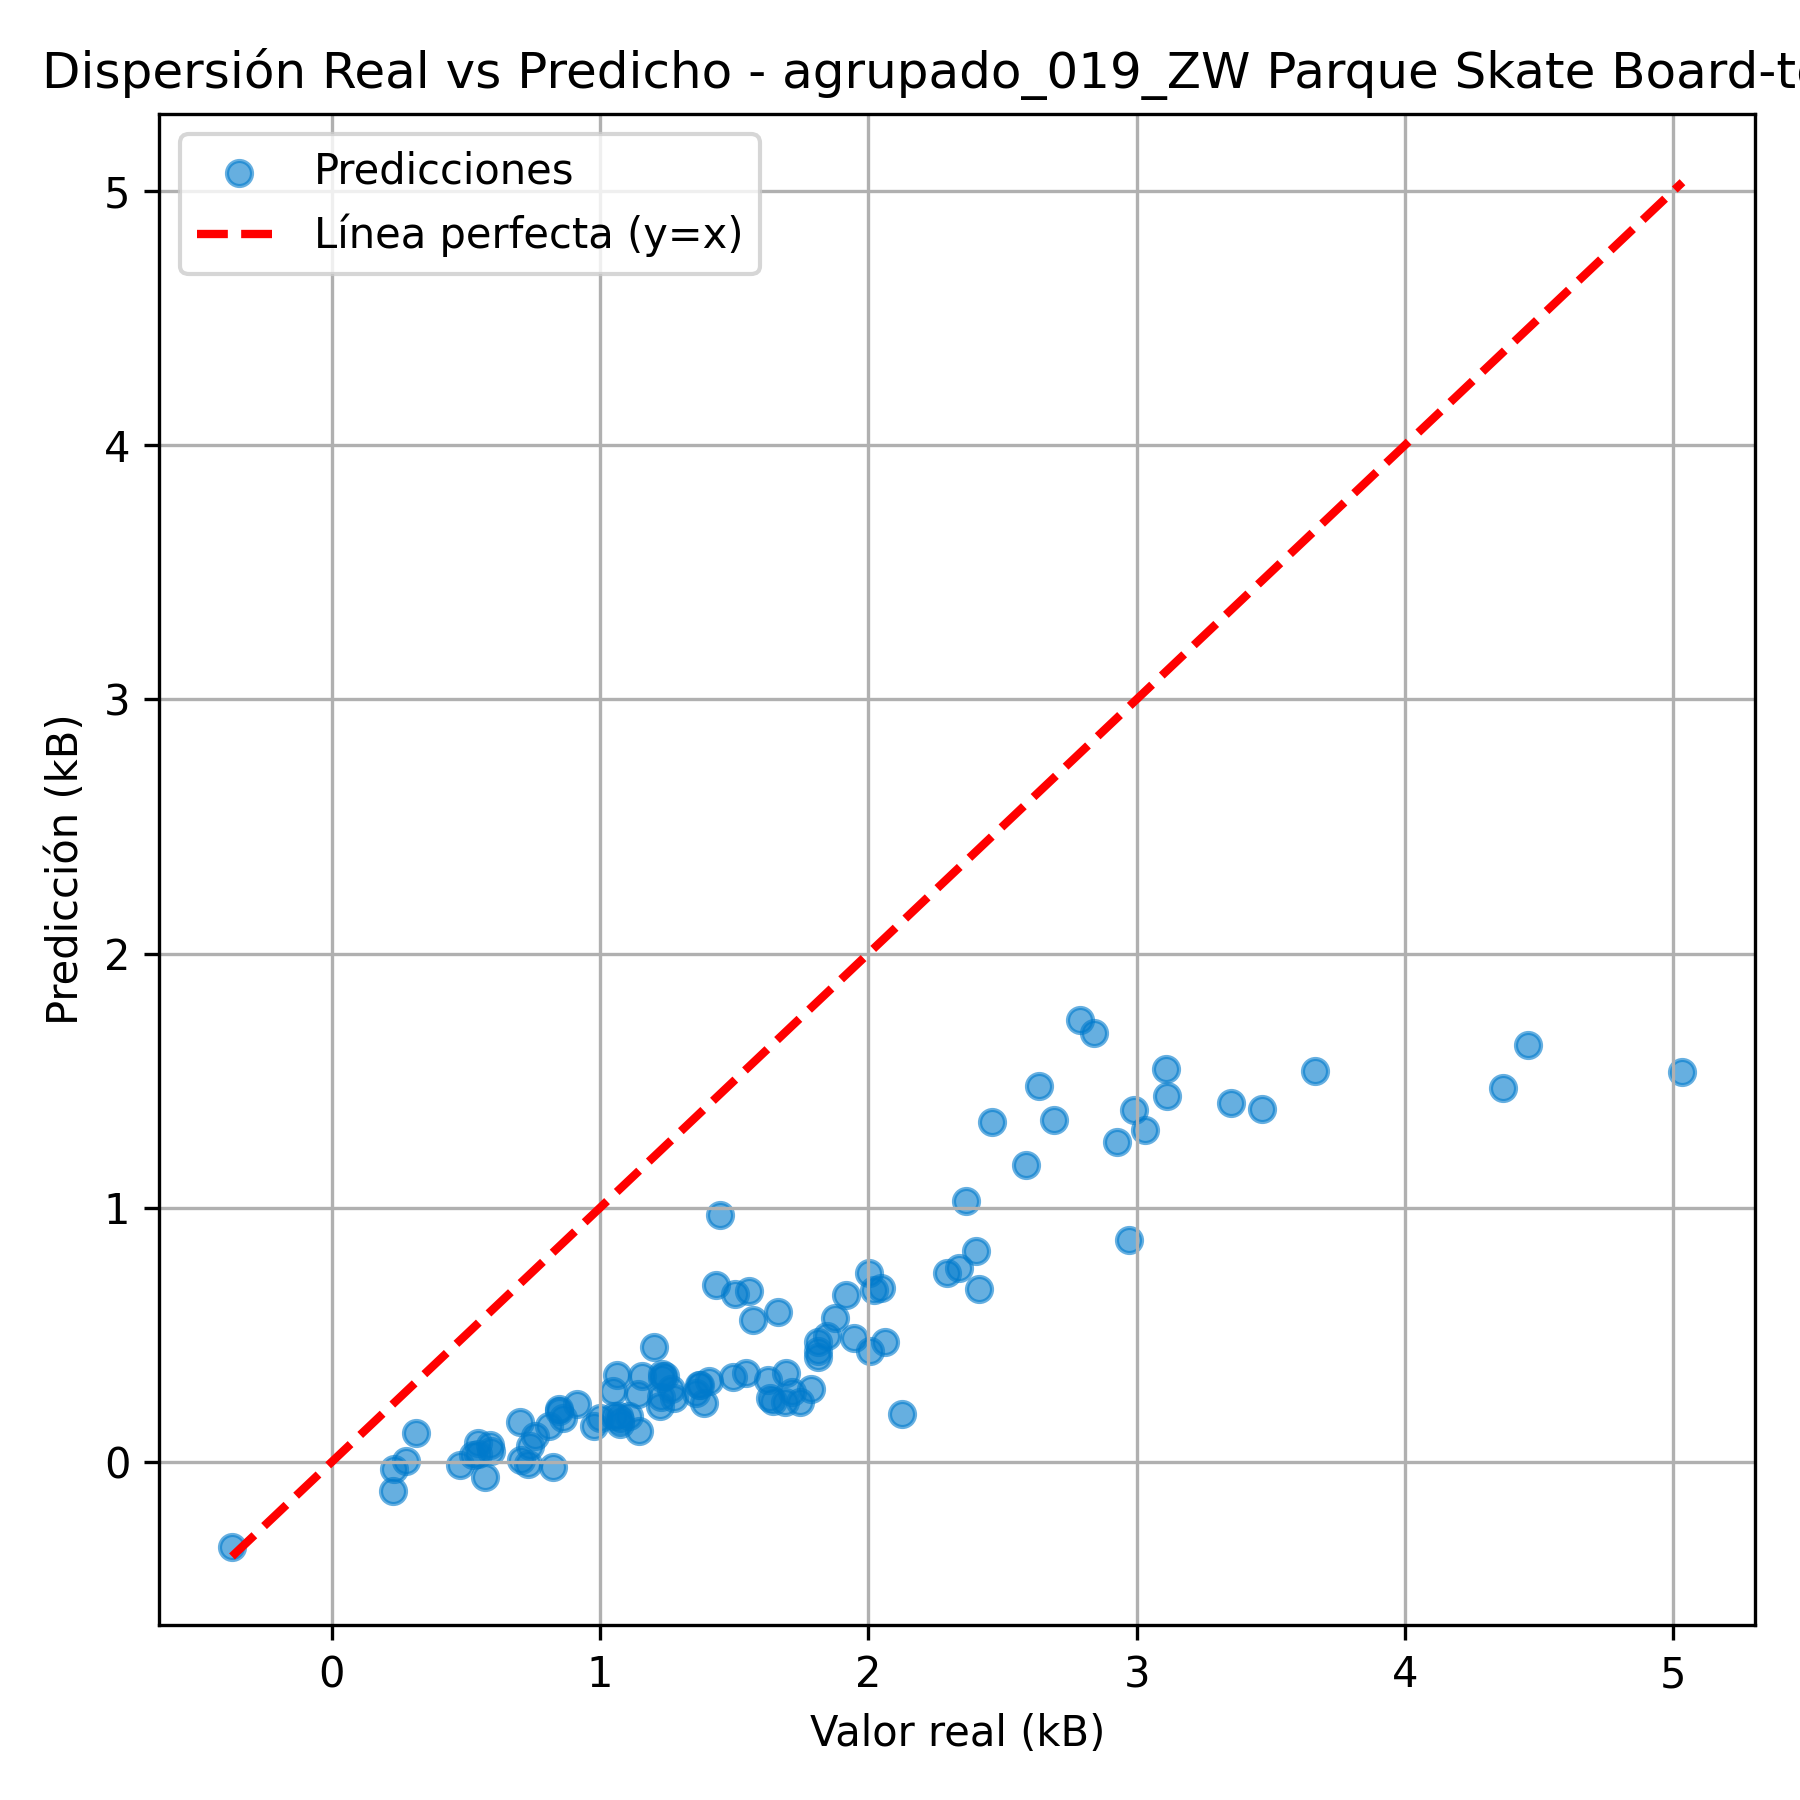 Dispersión Real vs Predicho - agrupado_019_ZW Parque Skate Board-t
Predicciones
Línea perfecta (y=x)
5
4
3
2
1
0
Predicción (kB)
0 1 2 3 4 5
Valor real (kB)